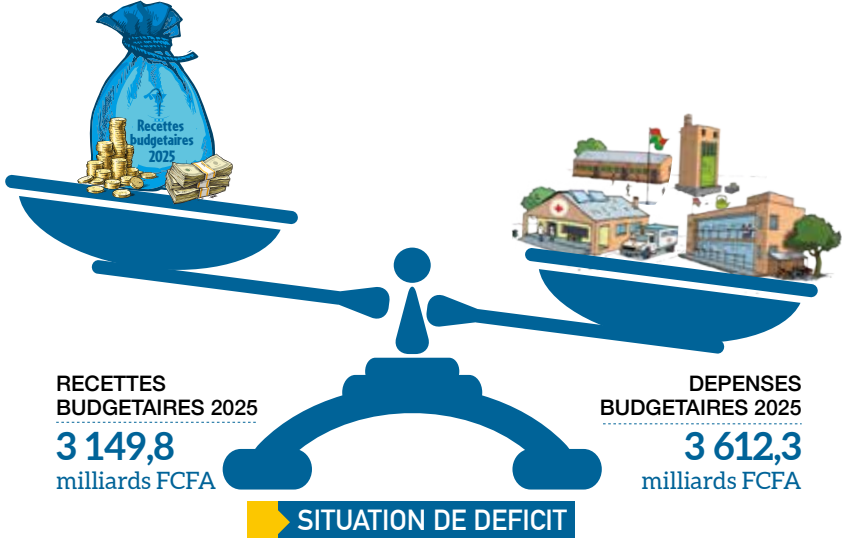 Recettes
budgetaires
2025
RECETTES
BUDGETAIRES 2025
3 149,8
milliards FCFA
DEPENSES
BUDGETAIRES 2025
3 612,3
milliards FCFA
SITUATION DE DEFICIT